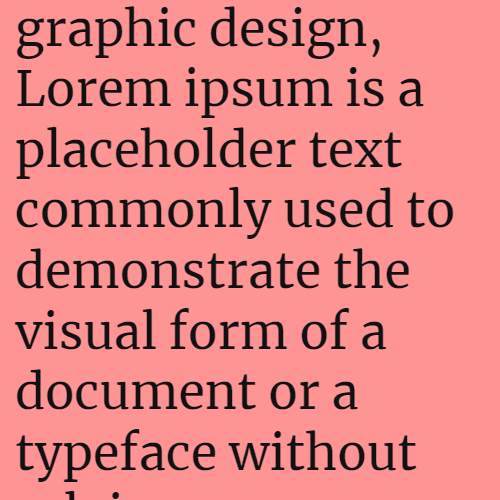 graphic design,
Lorem ipsum is a
placeholder text
commonly used to
demonstrate the
visual form of a
document or a
typeface without